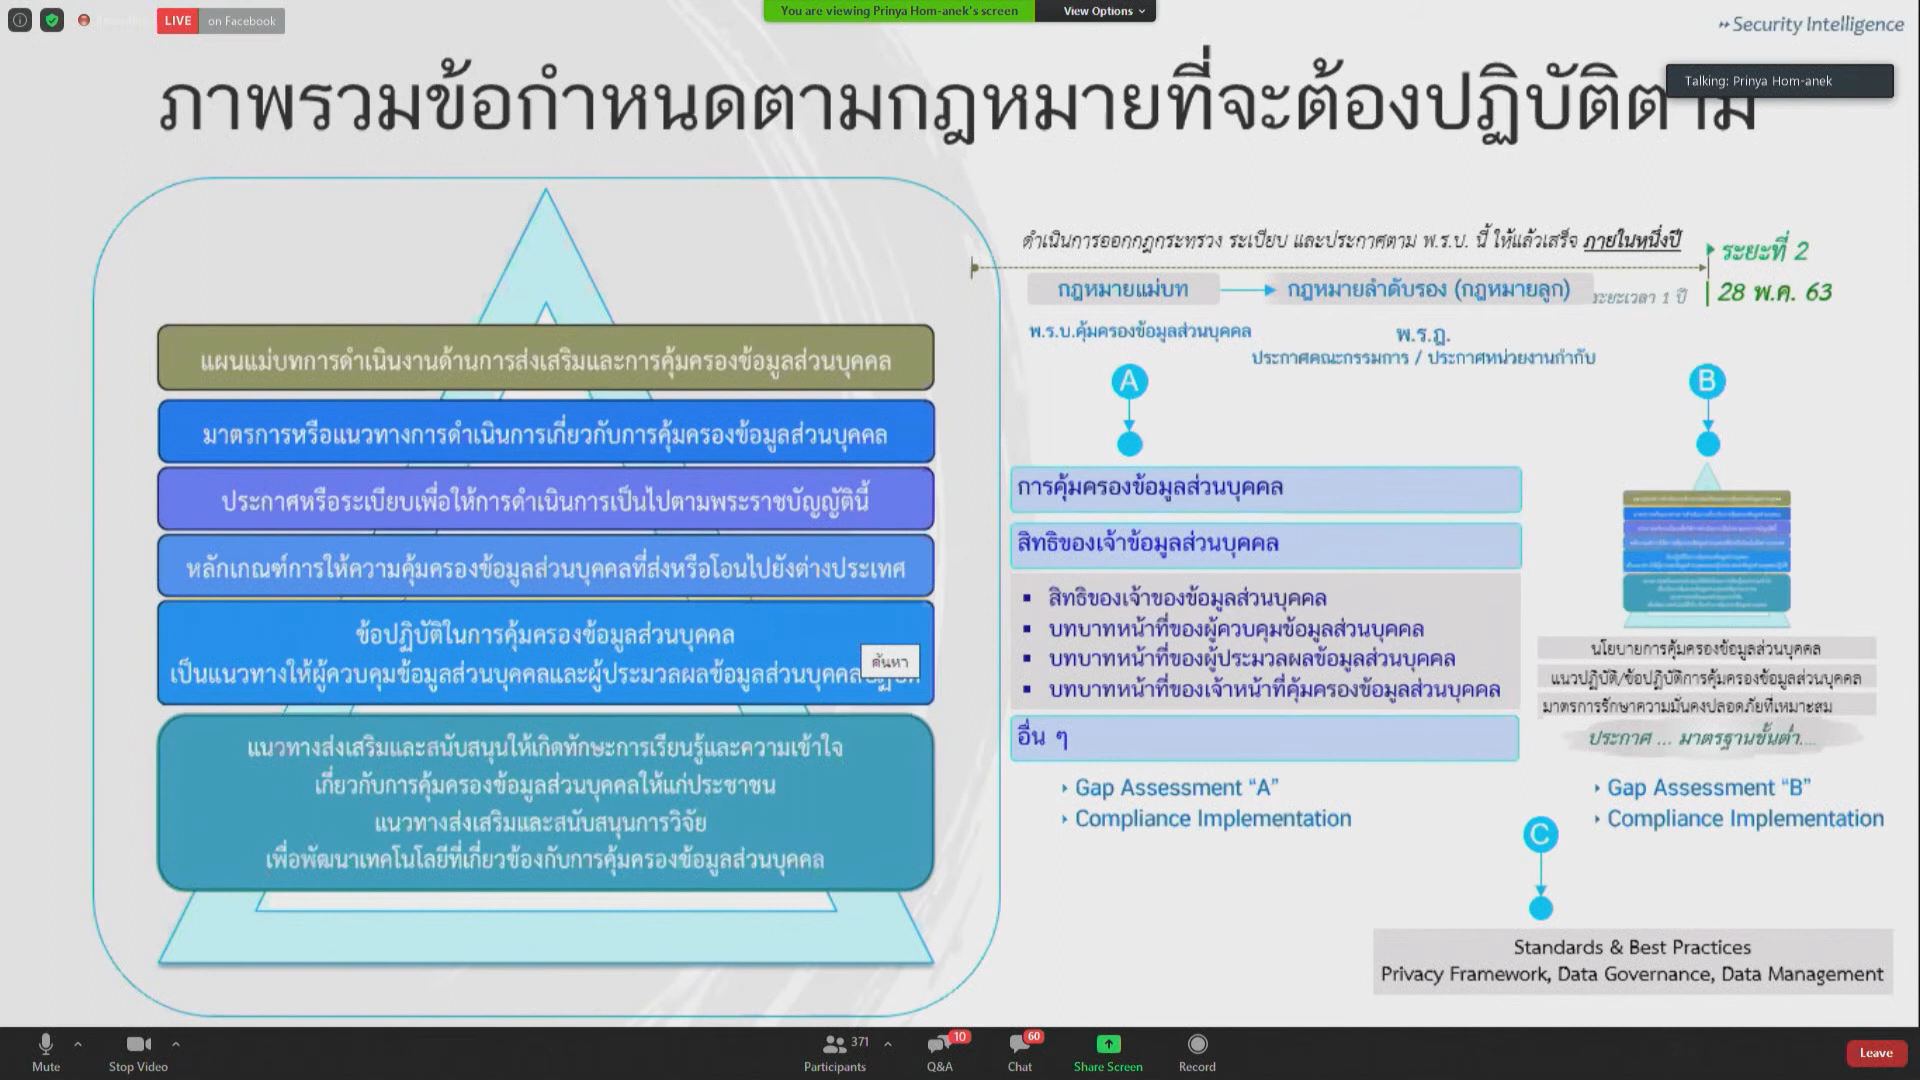 LIVE on Facebook
You are viewing Prinya Hom-anek's screen
View Options
Security Intelligence
Talking: Prinya Hom-anek
ภาพรวมข้อกำหนดตามกฎหมายที่จะต้องปฏิบัติตาม
แผนแม่บทการดำเนินงานด้านการส่งเสริมและการคุ้มครองข้อมูลส่วนบุคคล
มาตรการหรือแนวทางการดำเนินการเกี่ยวกับการคุ้มครองข้อมูลส่วนบุคคล
ประกาศหรือระเบียบเพื่อให้การดำเนินการเป็นไปตามพระราชบัญญัตินี้
หลักเกณฑ์การให้ความคุ้มครองข้อมูลส่วนบุคคลที่ส่งหรือโอนไปยังต่างประเทศ
ข้อปฏิบัติในการคุ้มครองข้อมูลส่วนบุคคล
เป็นแนวทางให้ผู้ควบคุมข้อมูลส่วนบุคคลและผู้ประมวลผลข้อมูลส่วนบุคคล
ค้นหา
แนวทางส่งเสริมและสนับสนุนให้เกิดทักษะการเรียนรู้และความเข้าใจ
เกี่ยวกับการคุ้มครองข้อมูลส่วนบุคคลให้แก่ประชาชน
แนวทางส่งเสริมและสนับสนุนการวิจัย
เพื่อพัฒนาเทคโนโลยีที่เกี่ยวข้องกับการคุ้มครองข้อมูลส่วนบุคคล
ดำเนินการออกกฎกระทรวง ระเบียบ และประกาศตาม พ.ร.บ. นี้ ให้แล้วเสร็จ ภายในหนึ่งปี
ระยะที่ 2
กฎหมายแม่บท
กฎหมายลำดับรอง (กฎหมายลูก)
ระยะเวลา 1 ปี
28 พ.ค. 63
พ.ร.บ.คุ้มครองข้อมูลส่วนบุคคล
พ.ร.ฎ.
ประกาศคณะกรรมการ / ประกาศหน่วยงานกำกับ
A
B
การคุ้มครองข้อมูลส่วนบุคคล
สิทธิของเจ้าข้อมูลส่วนบุคคล
▪ สิทธิของเจ้าของข้อมูลส่วนบุคคล
▪ บทบาทหน้าที่ของผู้ควบคุมข้อมูลส่วนบุคคล
▪ บทบาทหน้าที่ของผู้ประมวลผลข้อมูลส่วนบุคคล
▪ บทบาทหน้าที่ของเจ้าหน้าที่คุ้มครองข้อมูลส่วนบุคคล
อื่น ๆ
Gap Assessment “A”
Compliance Implementation
นโยบายการคุ้มครองข้อมูลส่วนบุคคล
แนวปฏิบัติ/ข้อปฏิบัติการคุ้มครองข้อมูลส่วนบุคคล
มาตรการรักษาความมั่นคงปลอดภัยที่เหมาะสม
ประกาศ ... มาตรฐานขั้นต่ำ....
Gap Assessment “B”
Compliance Implementation
C
Standards & Best Practices
Privacy Framework, Data Governance, Data Management
Mute
Stop Video
Participants 371
Q&A 10
Chat 60
Share Screen
Record
Leave